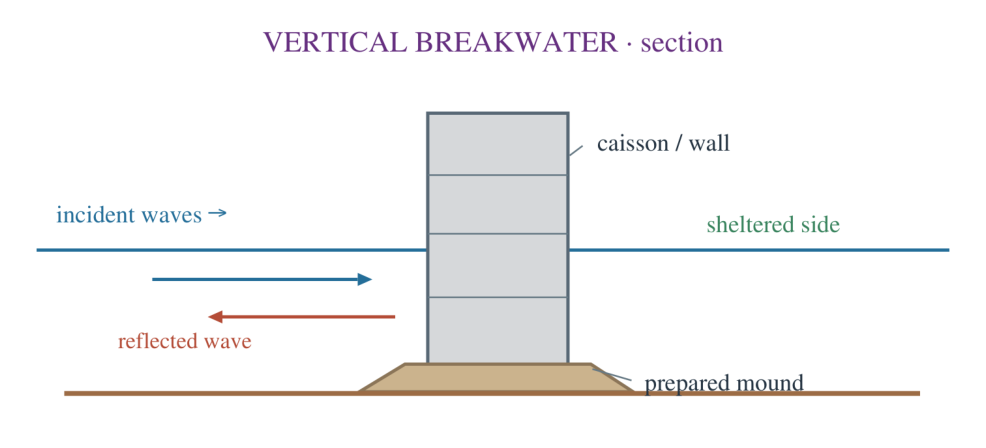 VERTICAL BREAKWATER · section
caisson / wall
incident waves →
sheltered side
reflected wave
prepared mound